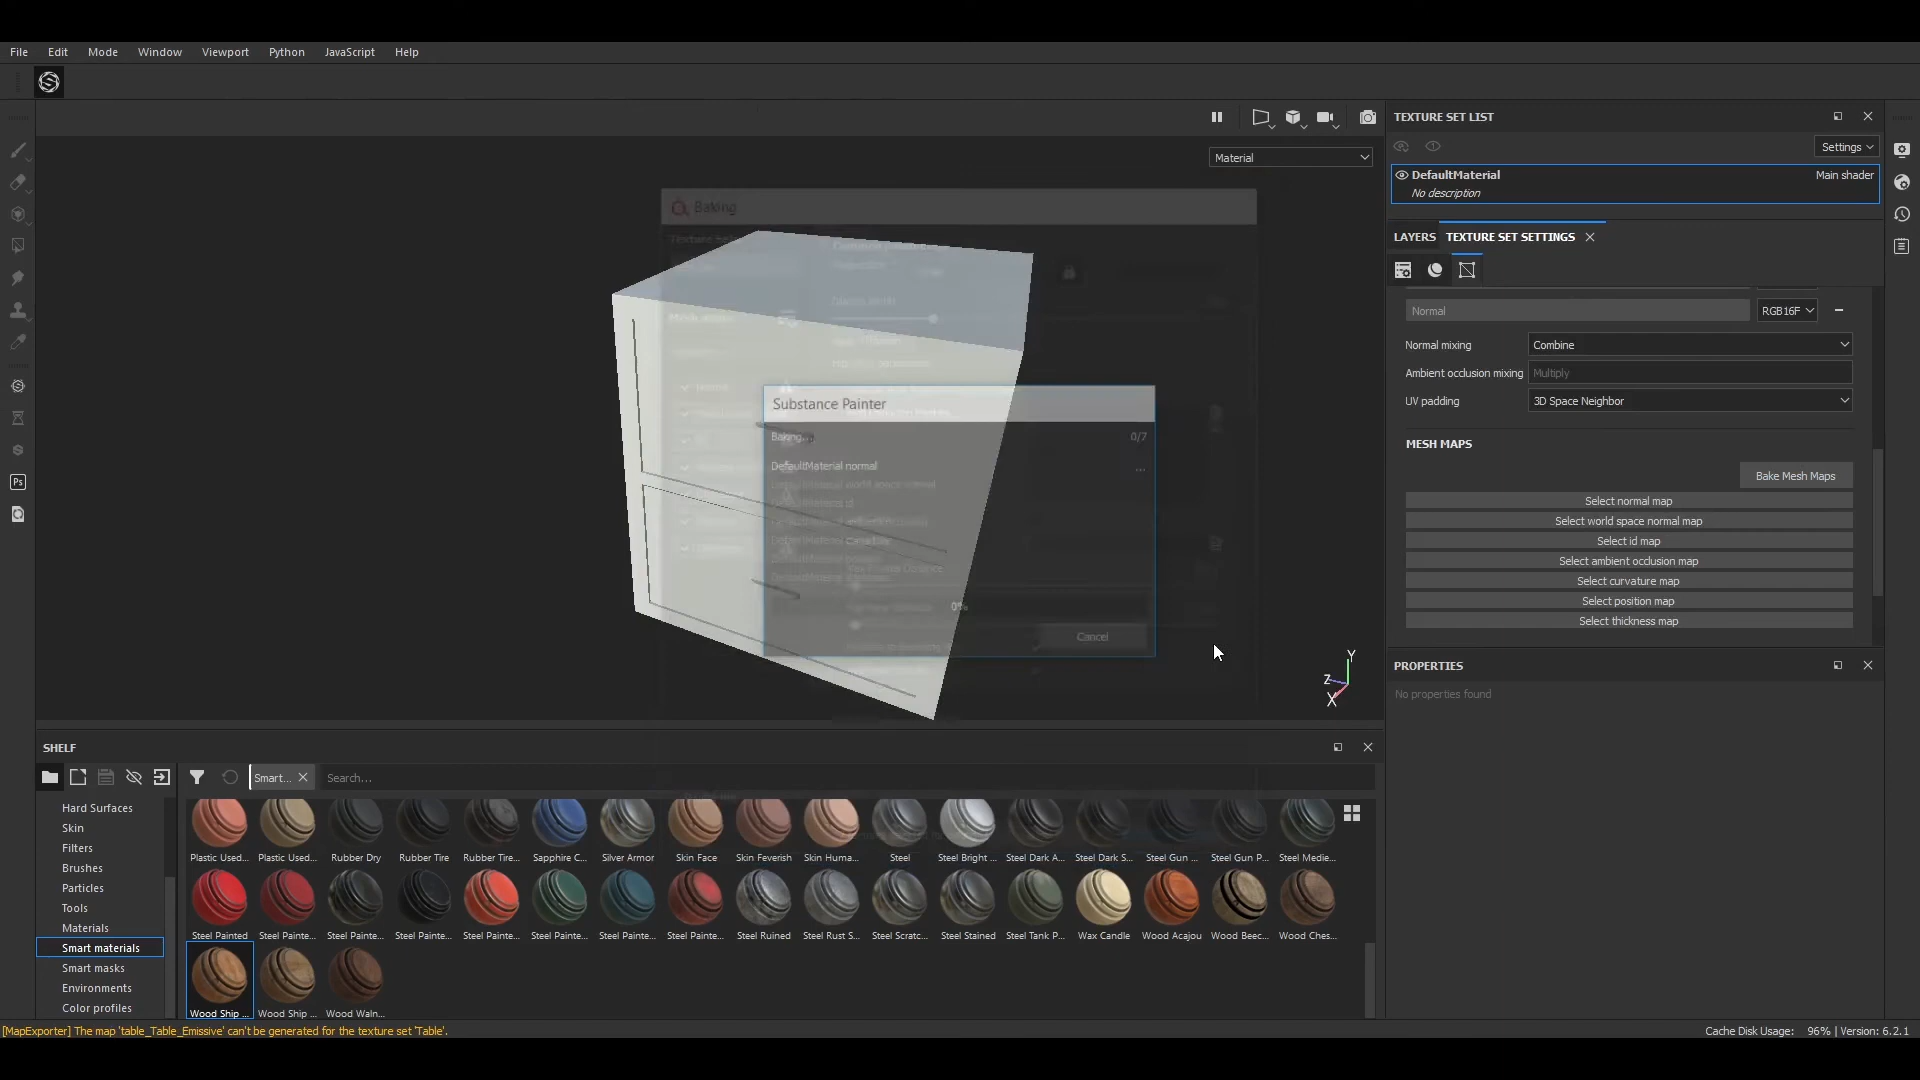 File Edit Mode Window Viewport Python JavaScript Help
TEXTURE SET LIST
Material
Settings
DefaultMaterial Main shader
No description
Baking
LAYERS TEXTURE SET SETTINGS
Normal RGB16F
Normal mixing Combine
Ambient occlusion mixing Multiply
UV padding 3D Space Neighbor
Substance Painter
Baking... 0/7
DefaultMaterial normal ...
DefaultMaterial world space normal
0%
Cancel
MESH MAPS
Bake Mesh Maps
Select normal map
Select world space normal map
Select id map
Select ambient occlusion map
Select curvature map
Select position map
Select thickness map
Y
Z
X
PROPERTIES
No properties found
SHELF
Smart... Search...
Hard Surfaces
Skin
Filters
Brushes
Particles
Tools
Materials
Smart materials
Smart masks
Environments
Color profiles
Plastic Used... Plastic Used... Rubber Dry Rubber Tire Rubber Tire... Sapphire C... Silver Armor Skin Face Skin Feverish Skin Huma... Steel Steel Bright ... Steel Dark A... Steel Dark S... Steel Gun ... Steel Gun P... Steel Medie...
Steel Painted Steel Painte... Steel Painte... Steel Painte... Steel Painte... Steel Painte... Steel Painte... Steel Painte... Steel Ruined Steel Rust S... Steel Scratc... Steel Stained Steel Tank P... Wax Candle Wood Acajou Wood Beec... Wood Ches...
Wood Ship ... Wood Ship ... Wood Waln...
[MapExporter] The map 'table_Table_Emissive' can't be generated for the texture set 'Table'.
Cache Disk Usage: 96% | Version: 6.2.1